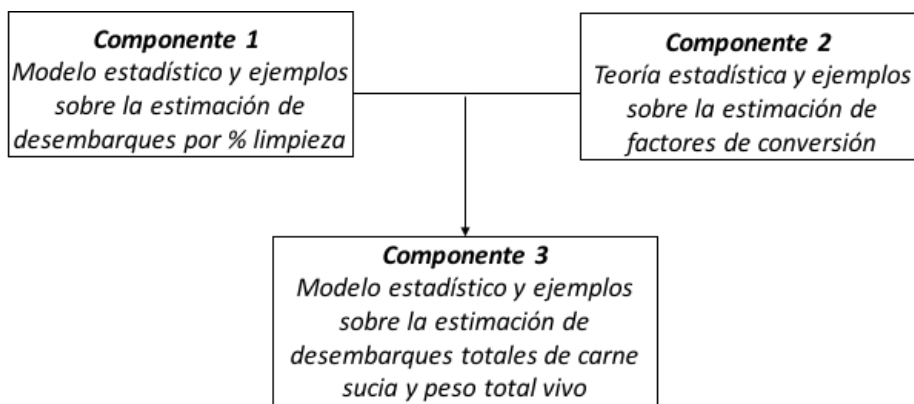 Componente 1
Modelo estadístico y ejemplos
sobre la estimación de
desembarques por % limpieza
Componente 2
Teoría estadística y ejemplos
sobre la estimación de
factores de conversión
Componente 3
Modelo estadístico y ejemplos
sobre la estimación de
desembarques totales de carne
sucia y peso total vivo